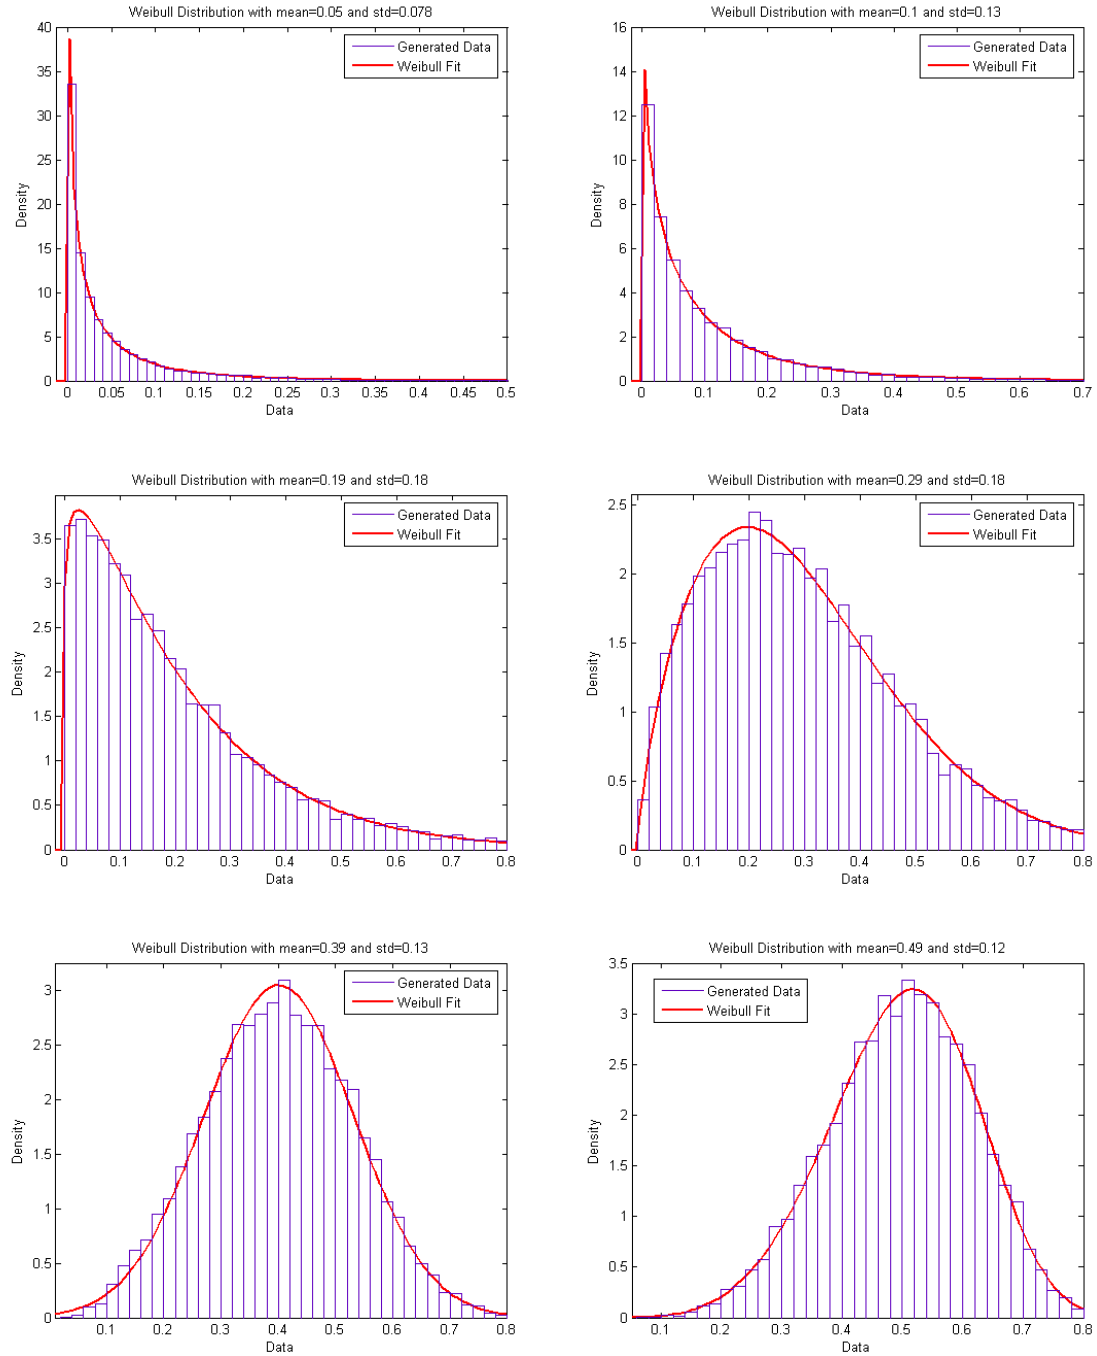 Weibull Distribution with mean=0.05 and std=0.078
40
35
30
25
20
15
10
5
0
Density
Generated Data
Weibull Fit
0 0.05 0.1 0.15 0.2 0.25 0.3 0.35 0.4 0.45 0.5
Data
Weibull Distribution with mean=0.1 and std=0.13
16
14
12
10
8
6
4
2
0
Density
Generated Data
Weibull Fit
0 0.1 0.2 0.3 0.4 0.5 0.6 0.7
Data
Weibull Distribution with mean=0.19 and std=0.18
3.5
3
2.5
2
1.5
1
0.5
0
Density
Generated Data
Weibull Fit
0 0.1 0.2 0.3 0.4 0.5 0.6 0.7 0.8
Data
Weibull Distribution with mean=0.29 and std=0.18
2.5
2
1.5
1
0.5
0
Density
Generated Data
Weibull Fit
0 0.1 0.2 0.3 0.4 0.5 0.6 0.7 0.8
Data
Weibull Distribution with mean=0.39 and std=0.13
3
2.5
2
1.5
1
0.5
0
Density
Generated Data
Weibull Fit
0.1 0.2 0.3 0.4 0.5 0.6 0.7 0.8
Data
Weibull Distribution with mean=0.49 and std=0.12
3.5
3
2.5
2
1.5
1
0.5
0
Density
Generated Data
Weibull Fit
0.1 0.2 0.3 0.4 0.5 0.6 0.7 0.8
Data